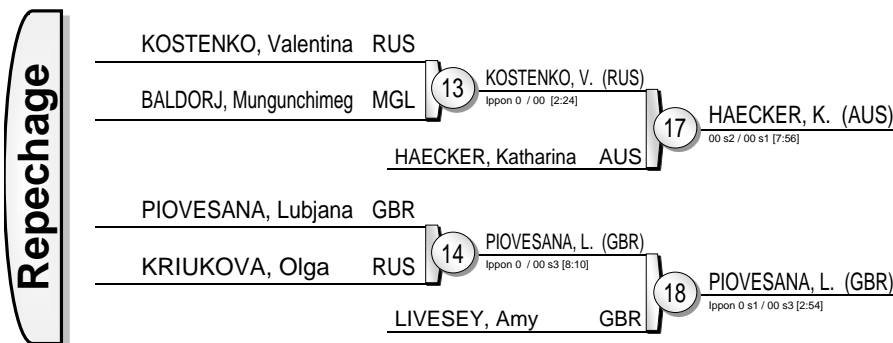 Repechage
KOSTENKO, Valentina RUS
BALDORJ, Mungunchimeg MGL
13
KOSTENKO, V. (RUS)
Ippon 0 / 00 [2:24]
HAECKER, Katharina AUS
17
HAECKER, K. (AUS)
00 s2 / 00 s1 [7:56]
PIOVESANA, Lubjana GBR
KRIUKOVA, Olga RUS
14
PIOVESANA, L. (GBR)
Ippon 0 / 00 s3 [8:10]
LIVESEY, Amy GBR
18
PIOVESANA, L. (GBR)
Ippon 0 s1 / 00 s3 [2:54]